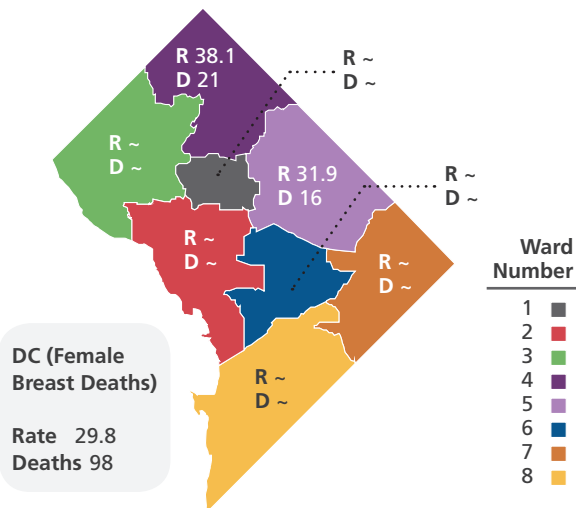 R 38.1
D 21
R ~
D ~
R ~
D ~
R 31.9
D 16
R ~
D ~
R ~
D ~
R ~
D ~
R ~
D ~
Ward
Number
1
2
3
4
5
6
7
8
DC (Female
Breast Deaths)
Rate 29.8
Deaths 98